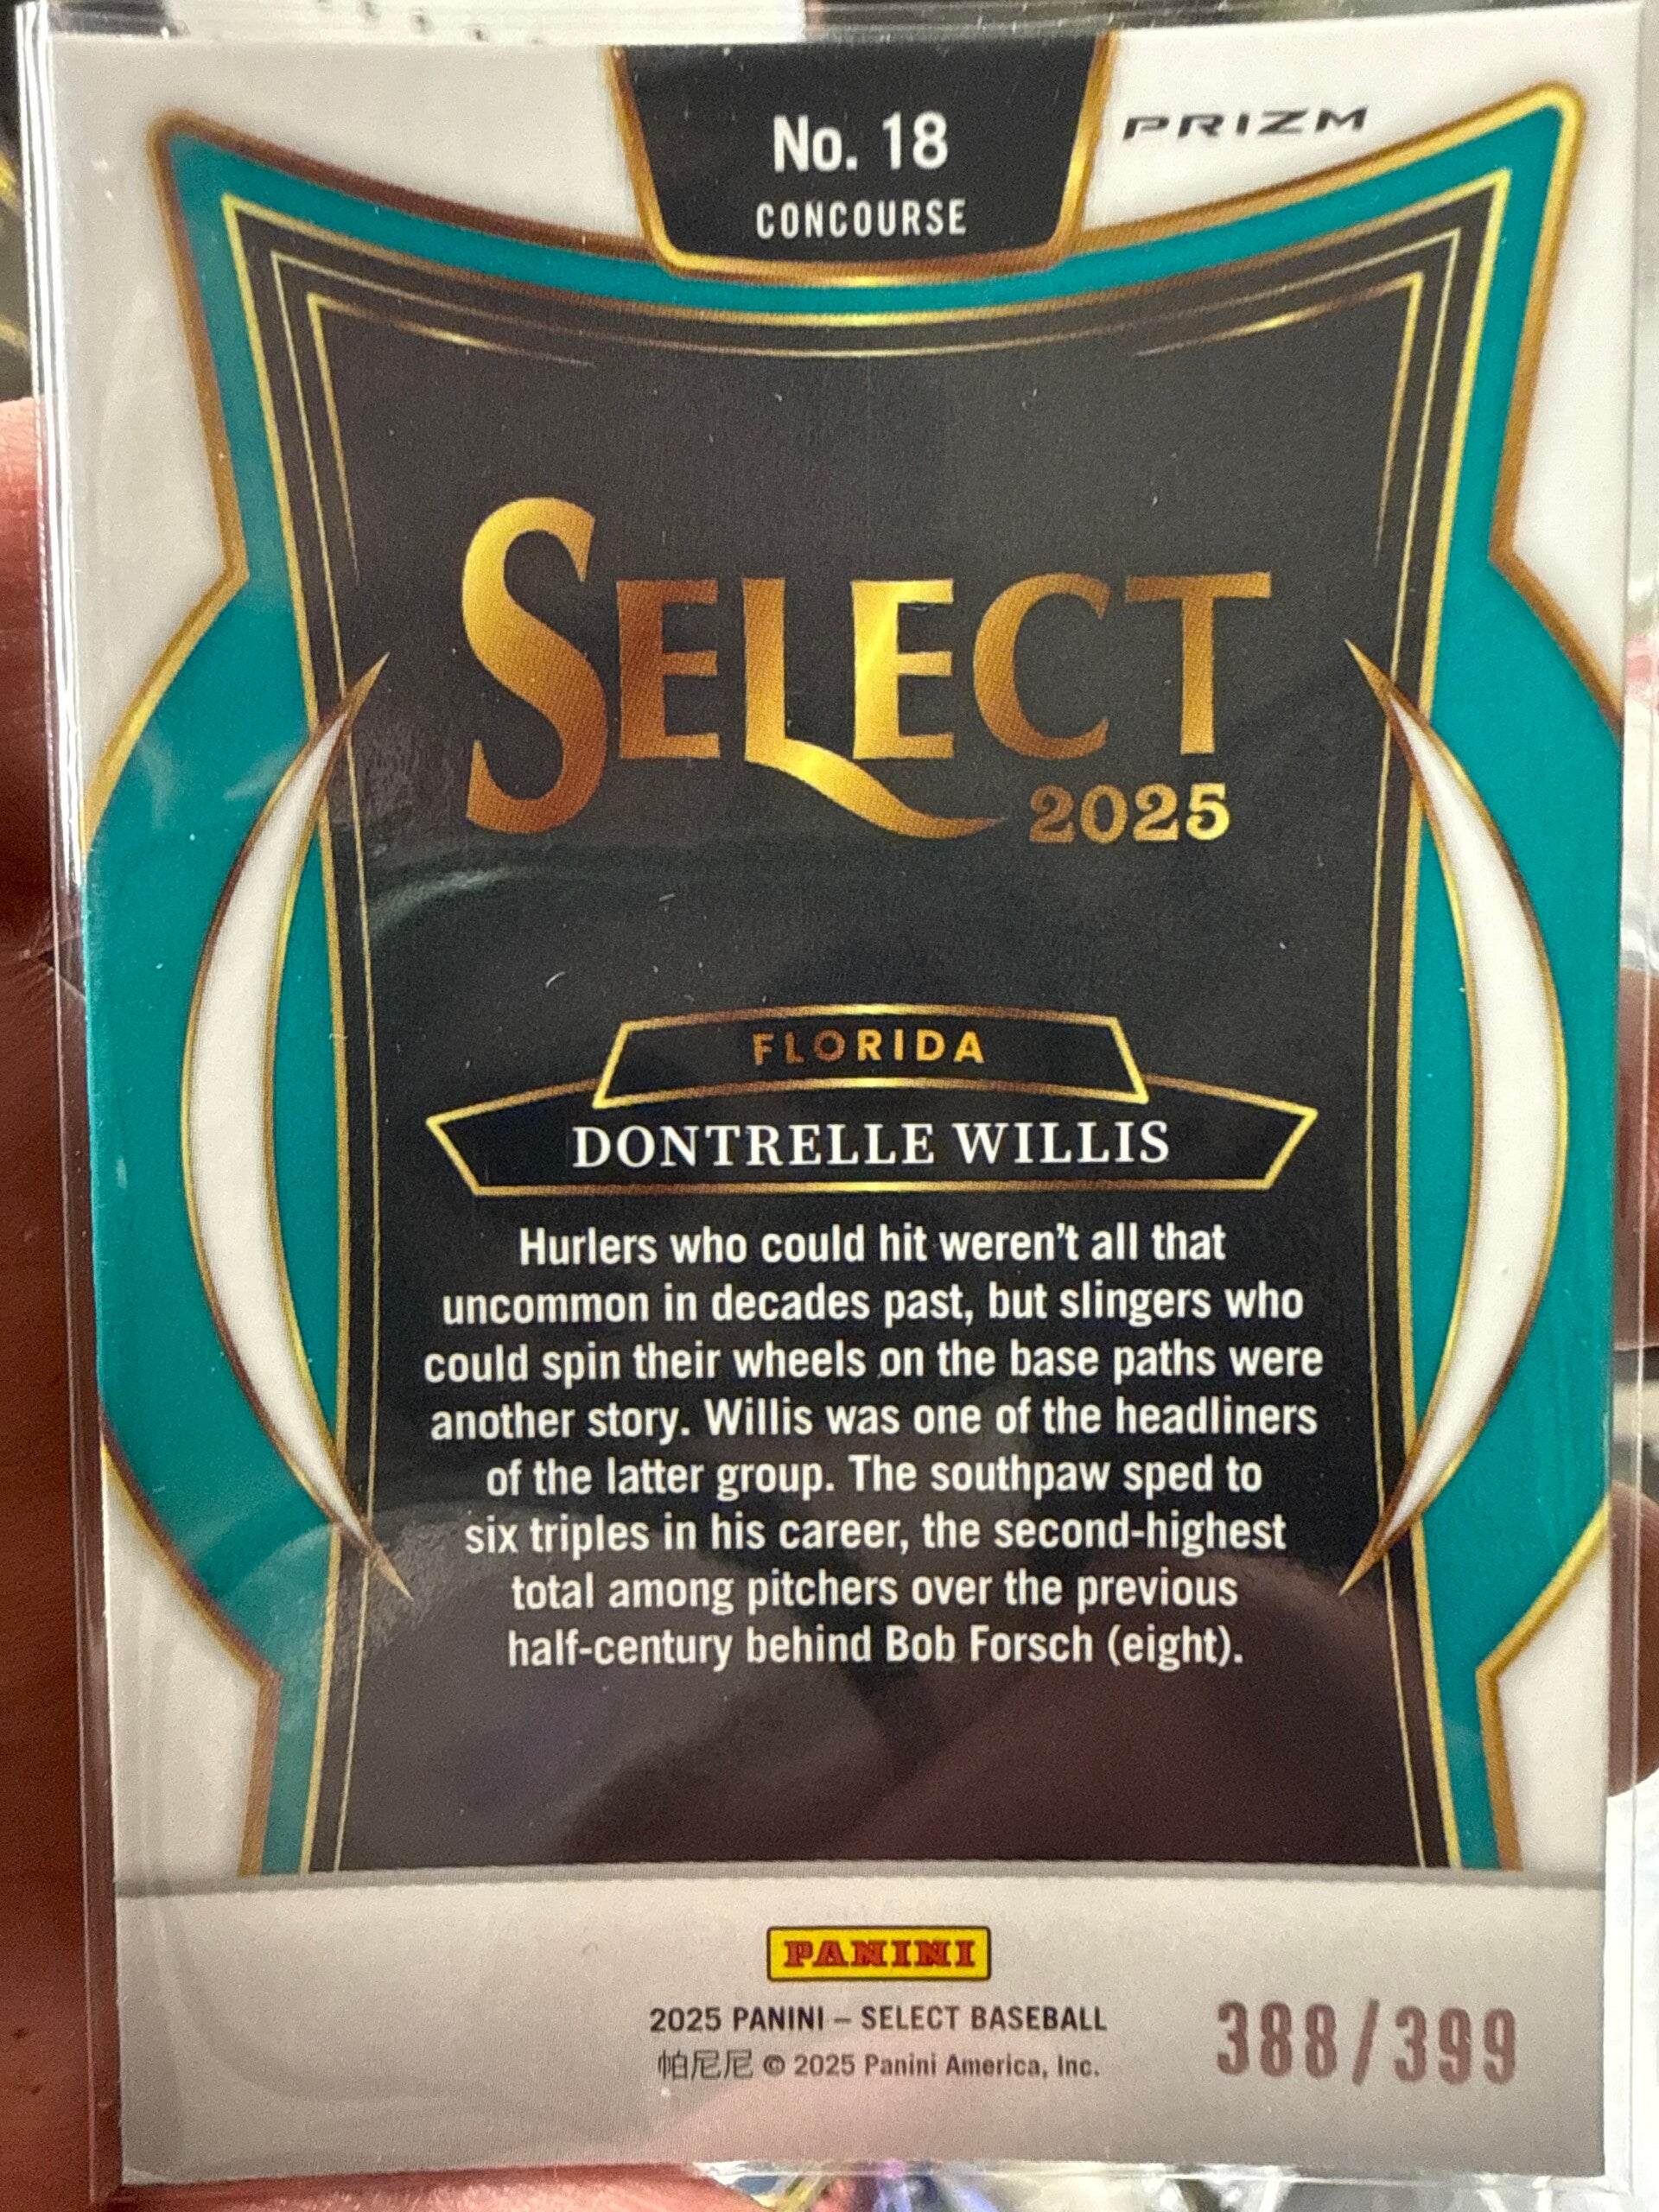 No. 18
PRIZM
CONCOURSE
SELECT
2025
FLORIDA
DONTRELLE WILLIS
Hurlers who could hit weren't all that
uncommon in decades past, but slingers who
could spin their wheels on the base paths were
another story. Willis was one of the headliners
of the latter group. The southpaw sped to
six triples in his career, the second-highest
total among pitchers over the previous
half-century behind Bob Forsch (eight).
PANINI
2025 PANINI – SELECT BASEBALL
帕尼尼 © 2025 Panini America, Inc.
388/399